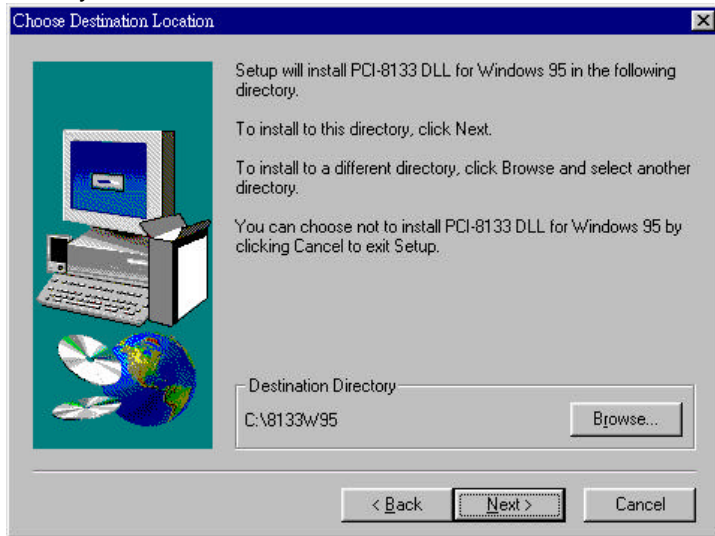 Choose Destination Location
Setup will install PCI-8133 DLL for Windows 95 in the following
directory.
To install to this directory, click Next.
To install to a different directory, click Browse and select another
directory.
You can choose not to install PCI-8133 DLL for Windows 95 by
clicking Cancel to exit Setup.
Destination Directory
C:\8133W95
Browse...
< Back
Next >
Cancel